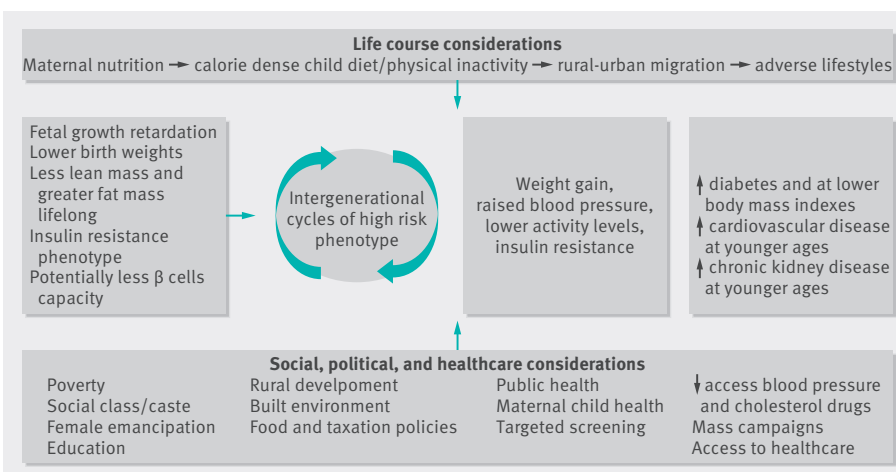 Life course considerations
Maternal nutrition → calorie dense child diet/physical inactivity → rural-urban migration → adverse lifestyles
Fetal growth retardation
Lower birth weights
Less lean mass and
greater fat mass
lifelong
Insulin resistance
phenotype
Potentially less β cells
capacity
Intergenerational
cycles of high risk
phenotype
Weight gain,
raised blood pressure,
lower activity levels,
insulin resistance
↑ diabetes and at lower
body mass indexes
↑ cardiovascular disease
at younger ages
↑ chronic kidney disease
at younger ages
Social, political, and healthcare considerations
Poverty
Social class/caste
Female emancipation
Education
Rural develpoment
Built environment
Food and taxation policies
Public health
Maternal child health
Targeted screening
↓ access blood pressure
and cholesterol drugs
Mass campaigns
Access to healthcare